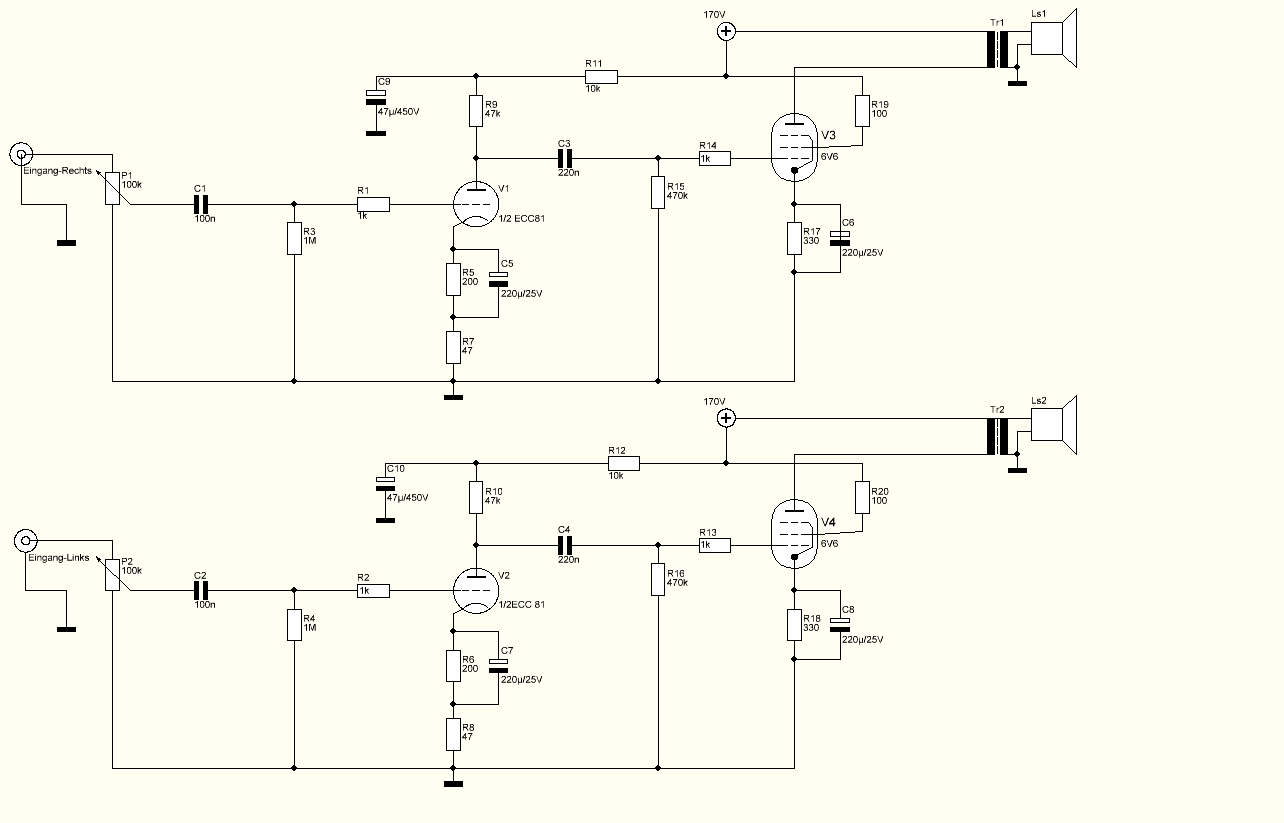 170V
Tr1
Ls1
R11
10k
C9
47µ/450V
R9
47k
R19
100
V3
6V6
C3
220n
R14
1k
Eingang-Rechts
P1
100k
C1
100n
R1
1k
V1
1/2 ECC81
R15
470k
R3
1M
R17
330
C6
220µ/25V
R5
200
C5
220µ/25V
R7
47
170V
Tr2
Ls2
R12
10k
C10
47µ/450V
R10
47k
R20
100
V4
6V6
C4
220n
R13
1k
Eingang-Links
P2
100k
C2
100n
R2
1k
V2
1/2ECC 81
R16
470k
R4
1M
R18
330
C8
220µ/25V
R6
200
C7
220µ/25V
R8
47